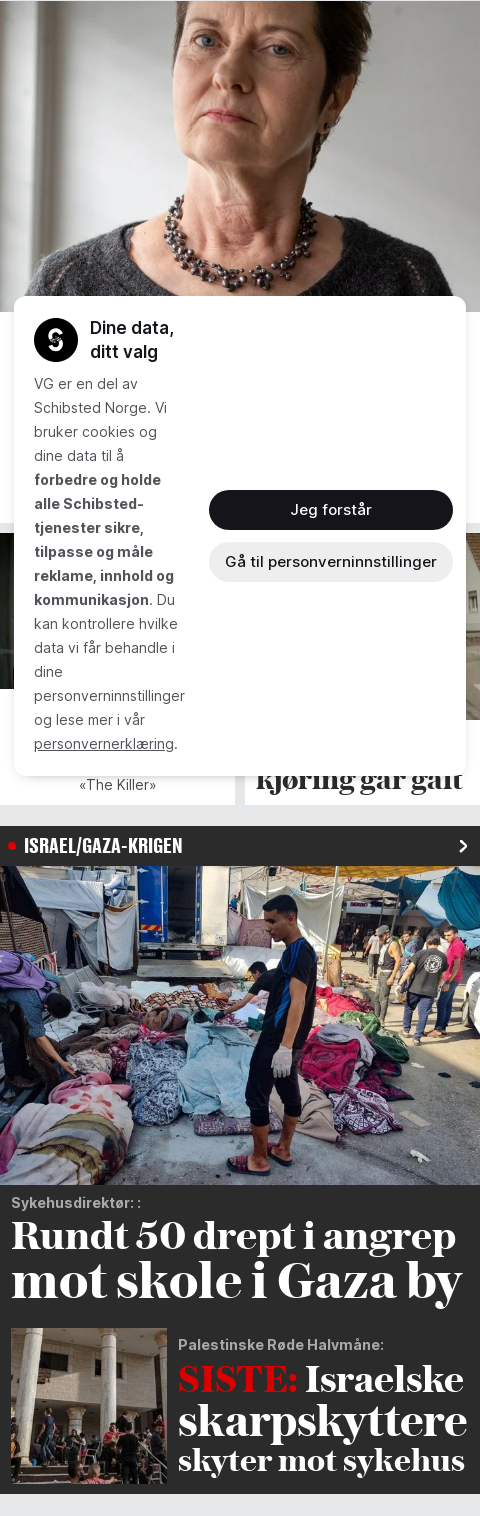 Dine data,
ditt valg
VG er en del av
Schibsted Norge. Vi
bruker cookies og
dine data til å
forbedre og holde
alle Schibsted-
tjenester sikre,
tilpasse og måle
reklame, innhold og
kommunikasjon. Du
kan kontrollere hvilke
data vi får behandle i
dine
personverninnstillinger
og lese mer i vår
personvernerklæring.
Jeg forstår
Gå til personverninnstillinger
«The Killer»
kjøring går galt
ISRAEL/GAZA-KRIGEN
Sykehusdirektør: :
Rundt 50 drept i angrep
mot skole i Gaza by
Palestinske Røde Halvmåne:
SISTE: Israelske
skarpskyttere
skyter mot sykehus